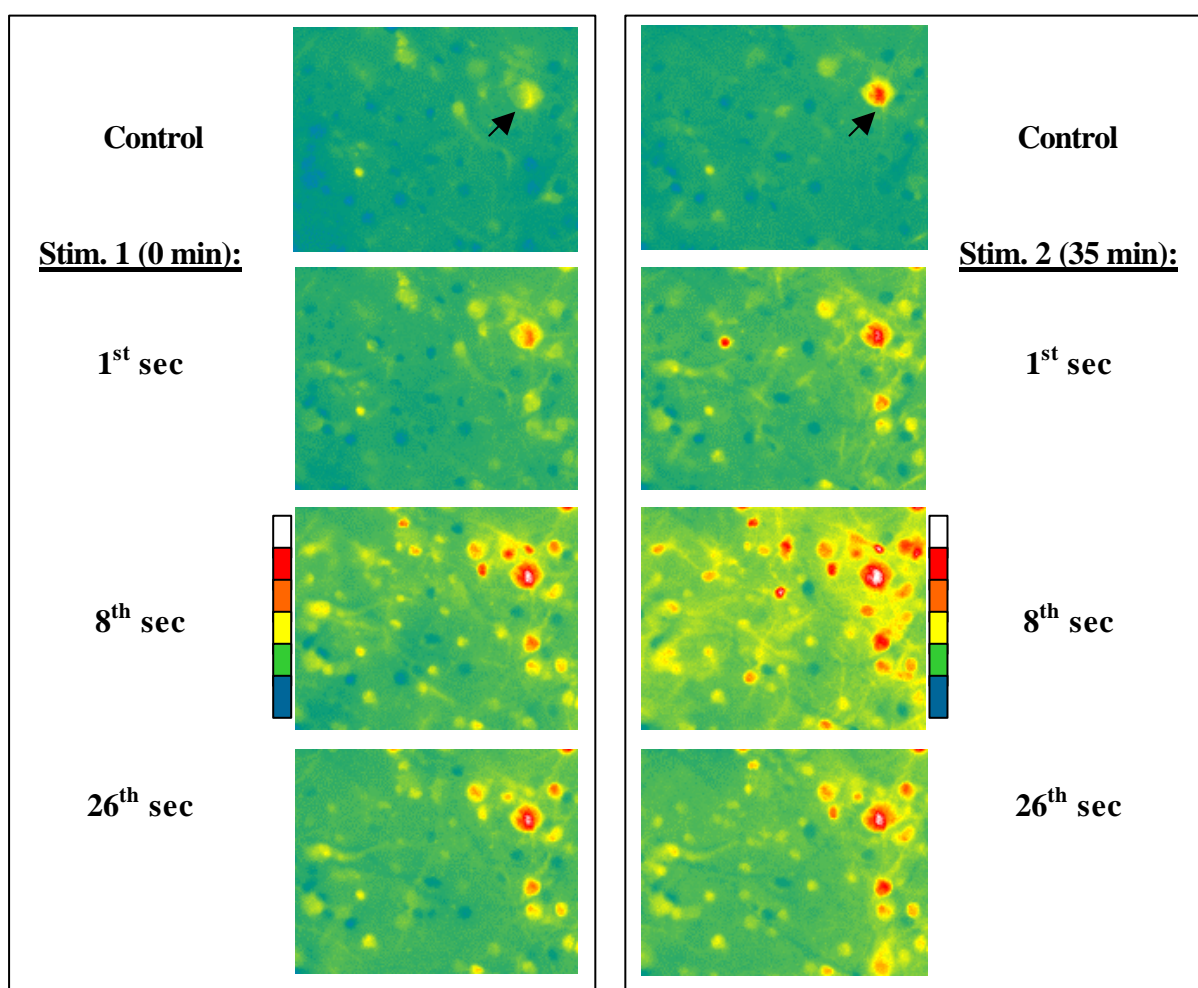 Control
Stim. 1 (0 min):
1st sec
8th sec
26th sec
Control
Stim. 2 (35 min):
1st sec
8th sec
26th sec